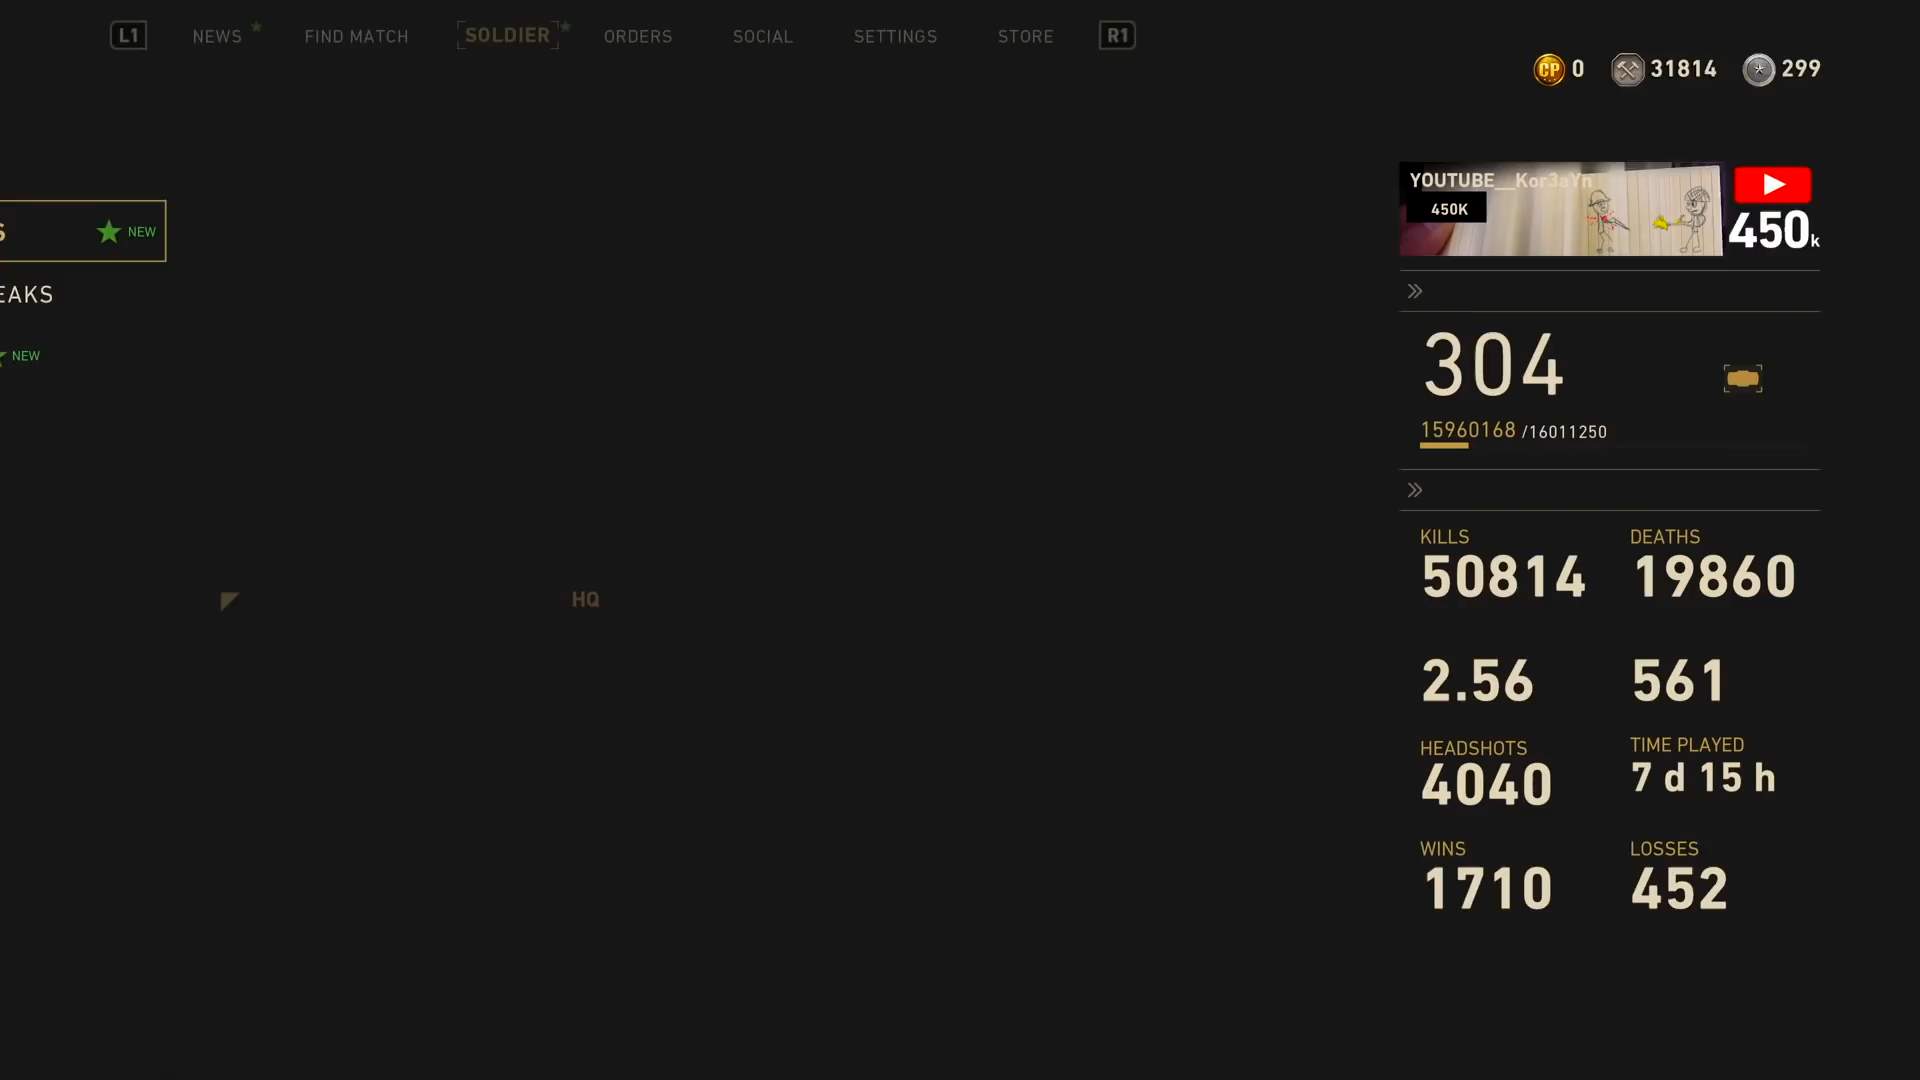 L1 NEWS FIND MATCH SOLDIER ORDERS SOCIAL SETTINGS STORE R1
CP 0 31814 299
YOUTUBE__Kor3aYn
450K
450k
S NEW
EAKS
NEW
304
15960168 /16011250
KILLS DEATHS
50814 19860
HQ
2.56 561
HEADSHOTS TIME PLAYED
4040 7 d 15 h
WINS LOSSES
1710 452